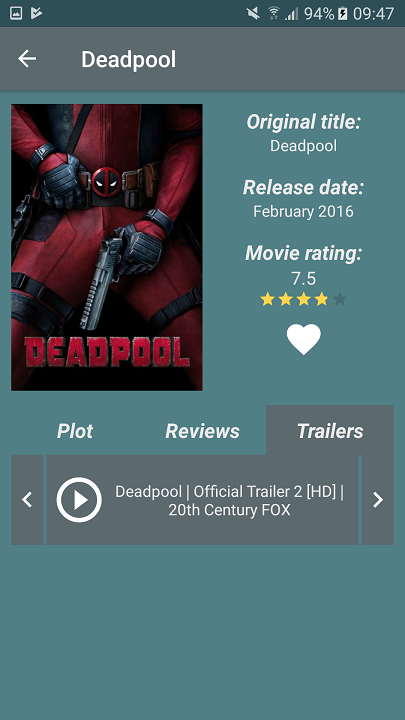 94% 09:47
Deadpool
Original title:
Deadpool
Release date:
February 2016
Movie rating:
7.5
DEADPOOL
Plot Reviews Trailers
Deadpool | Official Trailer 2 [HD] |
20th Century FOX